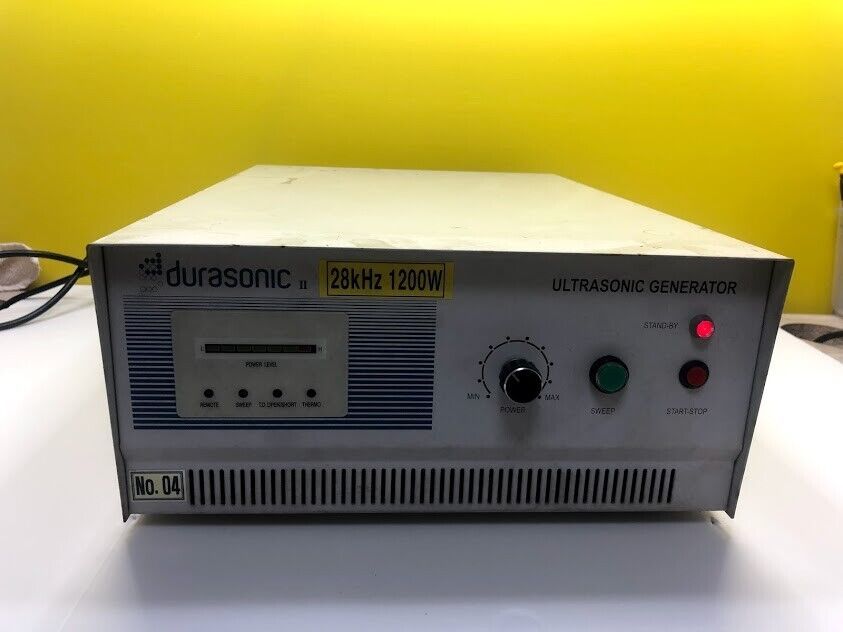 durasonic II
28kHz 1200W
ULTRASONIC GENERATOR
STAND-BY
L H
POWER LEVEL
REMOTE SWEEP T.D.OPEN/SHORT THERMO.
MIN MAX
POWER
SWEEP
START-STOP
No. 04